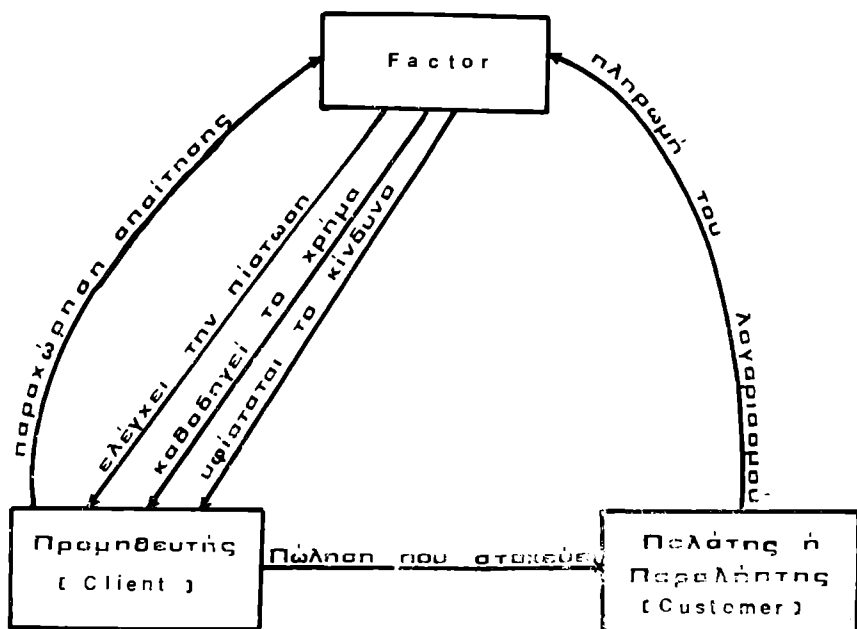 Factor
παραχώρηση απαίτησης
ελέγχει την πίστωση
καθοδηγεί το χρήμα
υφίσταται το κίνδυνο
πληρωμή του λογαριασμού
Προμηθευτής
[ Client ]
Πώληση που στοχεύει
Πελάτης ή
Παραλήπτης
[ Customer ]